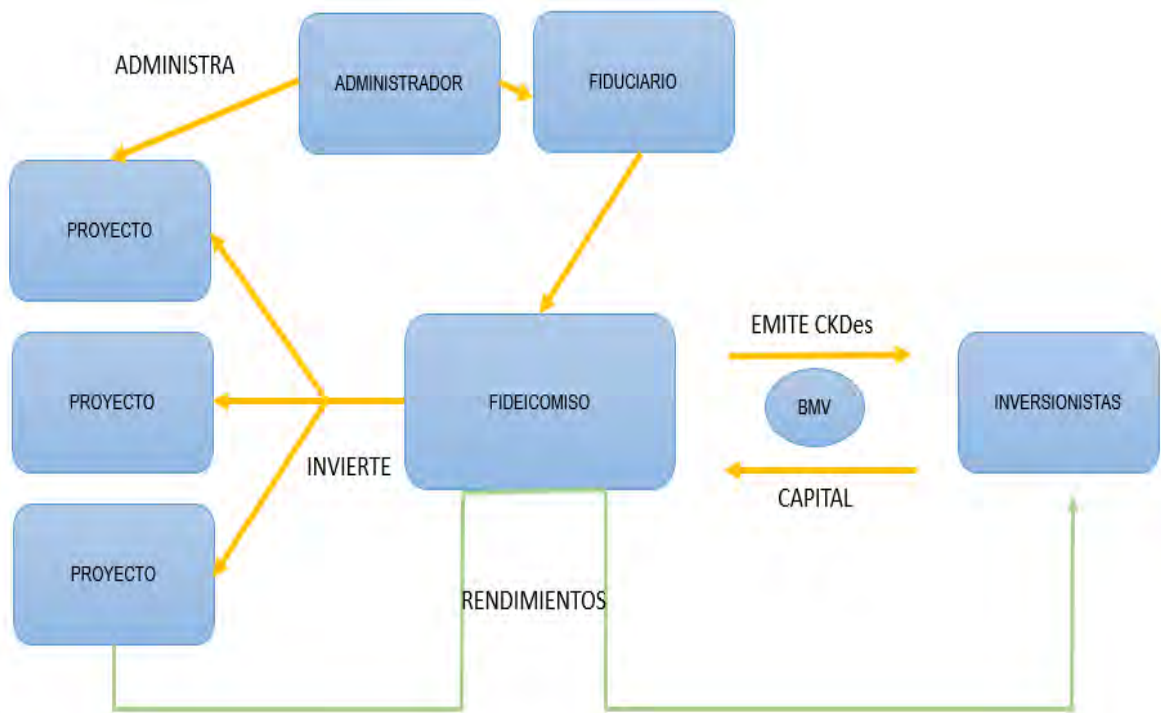 ADMINISTRA
ADMINISTRADOR
FIDUCIARIO
PROYECTO
PROYECTO
PROYECTO
INVIERTE
FIDEICOMISO
EMITE CKDes
BMV
CAPITAL
INVERSIONISTAS
RENDIMIENTOS